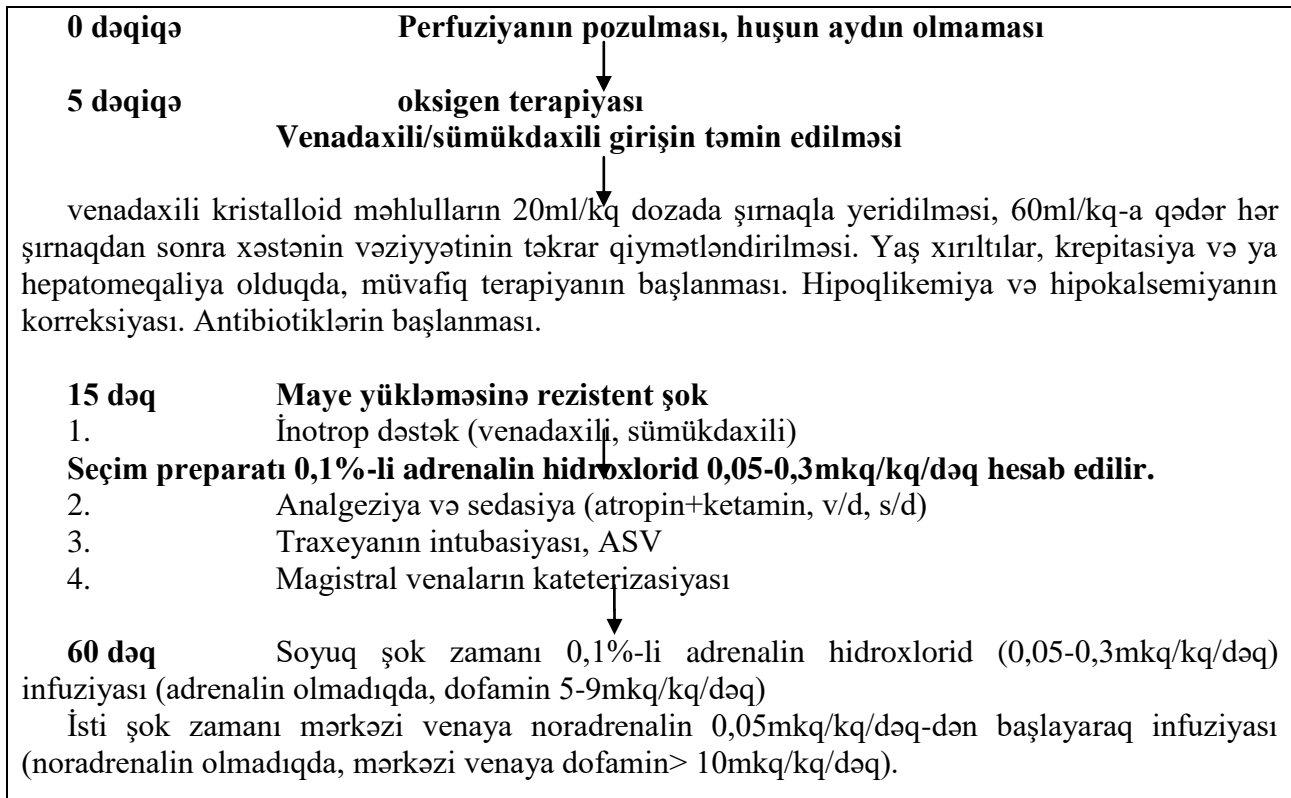 0 dəqiqə Perfuziyanın pozulması, huşun aydın olmaması
5 dəqiqə oksigen terapiyası
Venadaxili/sümükdaxili girişin təmin edilməsi
venadaxili kristalloid məhlulların 20ml/kq dozada şırnaqla yeridilməsi, 60ml/kq-a qədər hər
şırnaqdan sonra xəstənin vəziyyətinin təkrar qiymətləndirilməsi. Yaş xırıltılar, krepitasiya və ya
hepatomeqaliya olduqda, müvafiq terapiyanın başlanması. Hipoqlikemiya və hipokalsemiyanın
korreksiyası. Antibiotiklərin başlanması.
15 dəq Maye yükləməsinə rezistent şok
1. İnotrop dəstək (venadaxili, sümükdaxili)
Seçim preparatı 0,1%-li adrenalin hidroxlorid 0,05-0,3mkq/kq/dəq hesab edilir.
2. Analgeziya və sedasiya (atropin+ketamin, v/d, s/d)
3. Traxeyanın intubasiyası, ASV
4. Magistral venaların kateterizasiyası
60 dəq Soyuq şok zamanı 0,1%-li adrenalin hidroxlorid (0,05-0,3mkq/kq/dəq)
infuziyası (adrenalin olmadıqda, dofamin 5-9mkq/kq/dəq)
İsti şok zamanı mərkəzi venaya noradrenalin 0,05mkq/kq/dəq-dən başlayaraq infuziyası
(noradrenalin olmadıqda, mərkəzi venaya dofamin> 10mkq/kq/dəq).